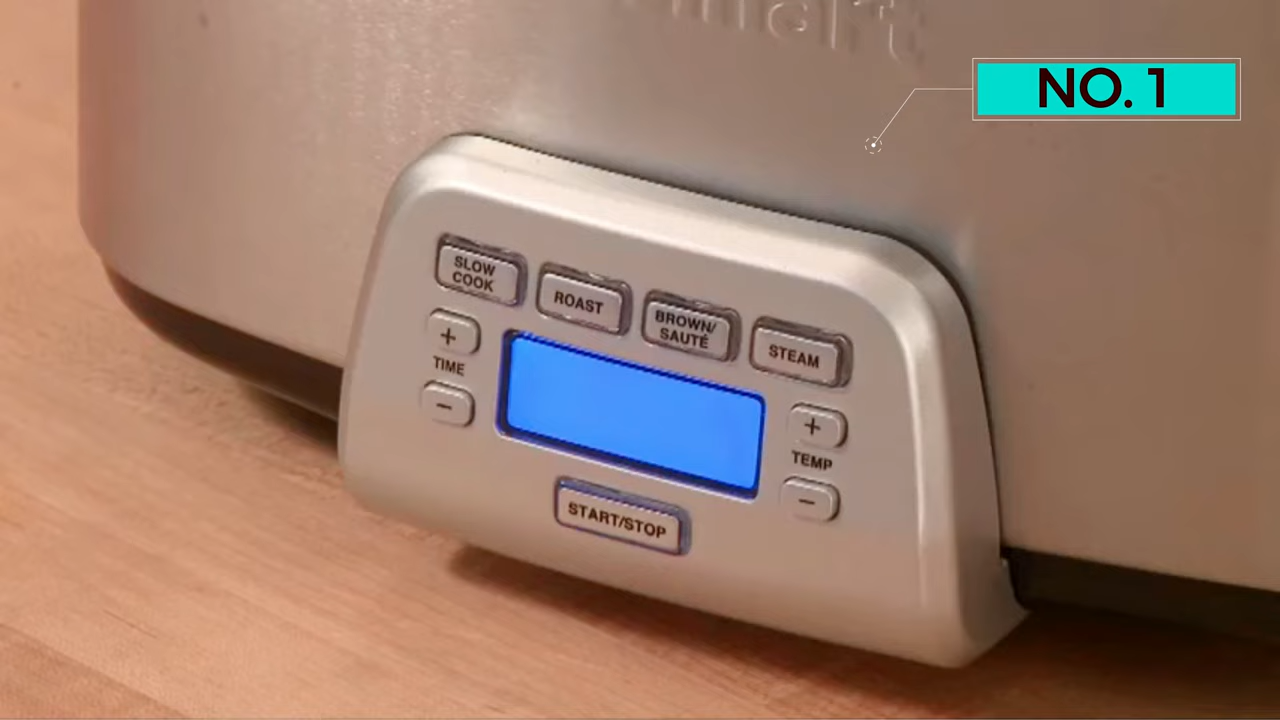 NO. 1
SLOW
COOK
ROAST
BROWN/
SAUTÉ
STEAM
+
TIME
−
+
TEMP
−
START/STOP